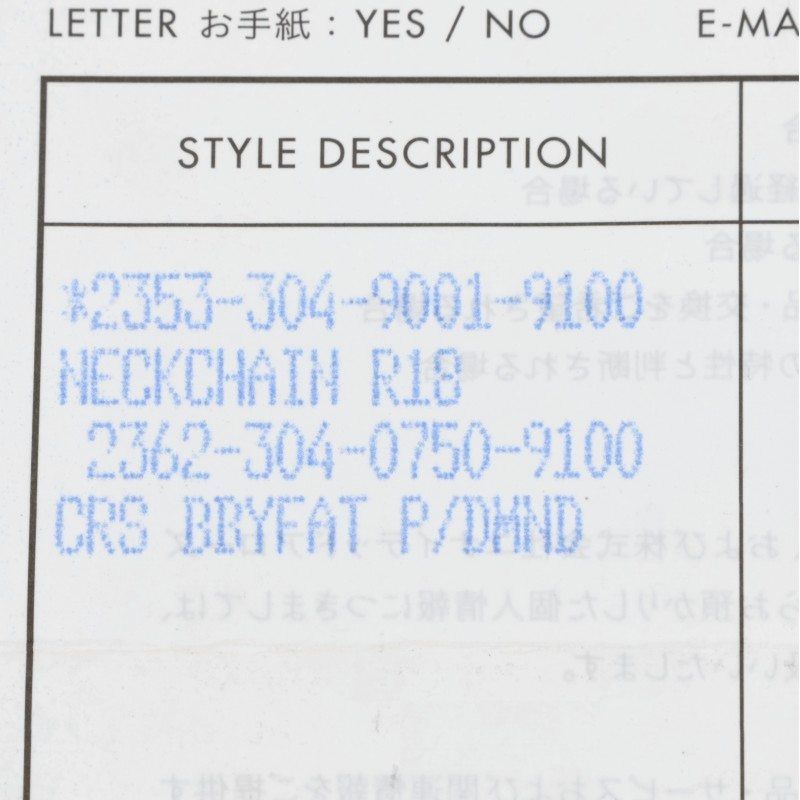 LETTER お手紙 : YES / NO E-MA
STYLE DESCRIPTION
*2353-304-9001-9100
NECKCHAIN R18
2362-304-0750-9100
CRS BBYFAT P/DMND